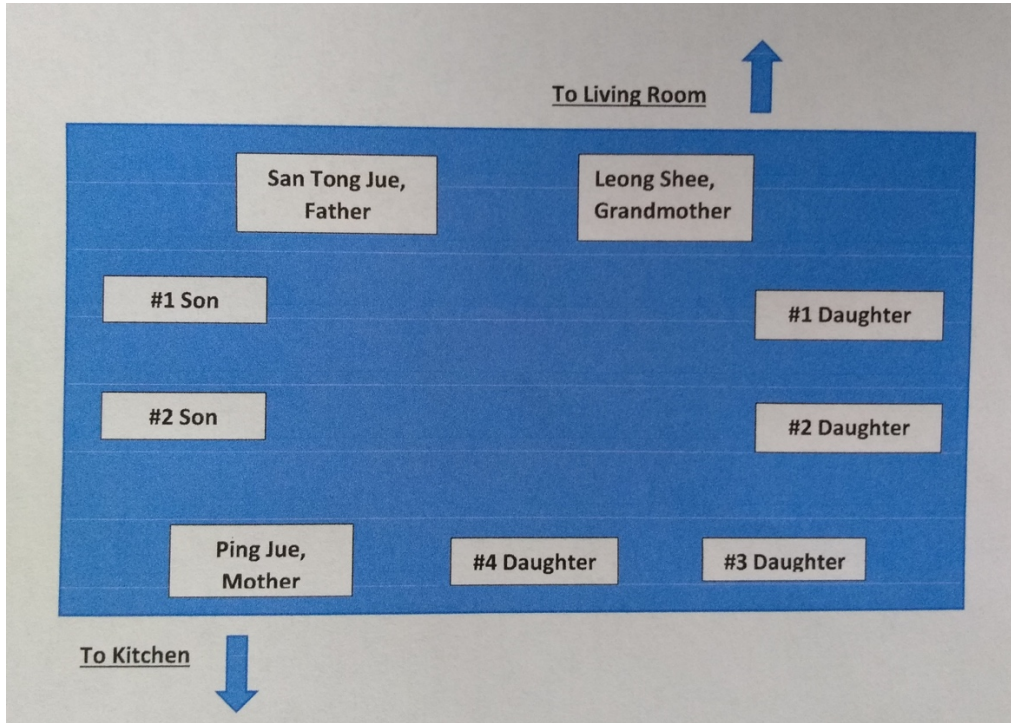 To Living Room
San Tong Jue,
Father
Leong Shee,
Grandmother
#1 Son
#1 Daughter
#2 Son
#2 Daughter
Ping Jue,
Mother
#4 Daughter
#3 Daughter
To Kitchen